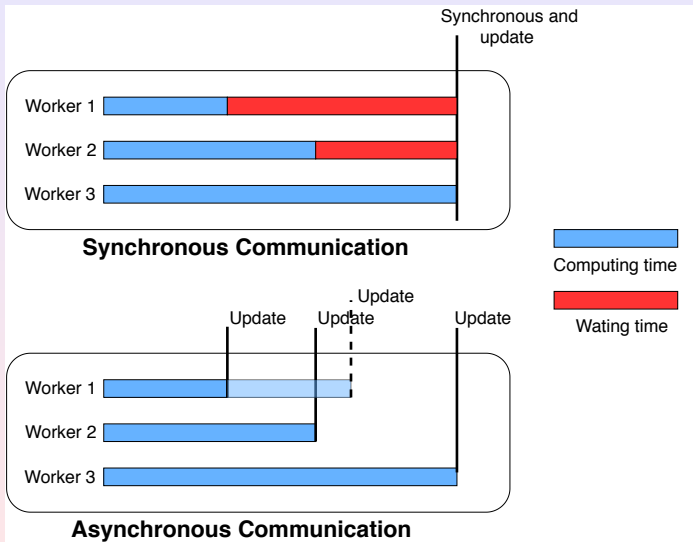 Synchronous and
update
Worker 1
Worker 2
Worker 3
Synchronous Communication
Computing time
Wating time
. Update
Update
Update
Update
Worker 1
Worker 2
Worker 3
Asynchronous Communication